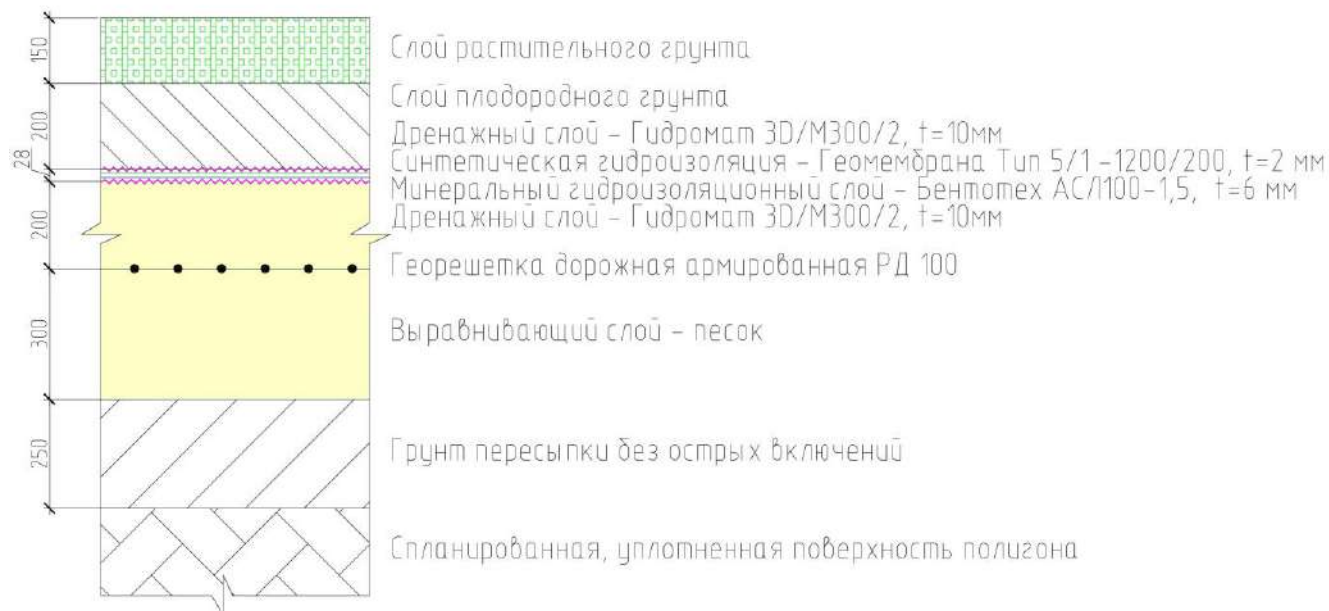 150
Слой растительного грунта
200
Слой плодородного грунта
Дренажный слой – Гидромат 3D/М300/2, t=10мм
28
Синтетическая гидроизоляция – Геомембрана Тип 5/1 -1200/200, t=2 мм
Минеральный гидроизоляционный слой – Бентотех АСЛ100-1,5, t=6 мм
200
Дренажный слой – Гидромат 3D/М300/2, t=10мм
Георешетка дорожная армированная РД 100
300
Выравнивающий слой – песок
250
Грунт пересыпки без острых включений
Спланированная, уплотненная поверхность полигона